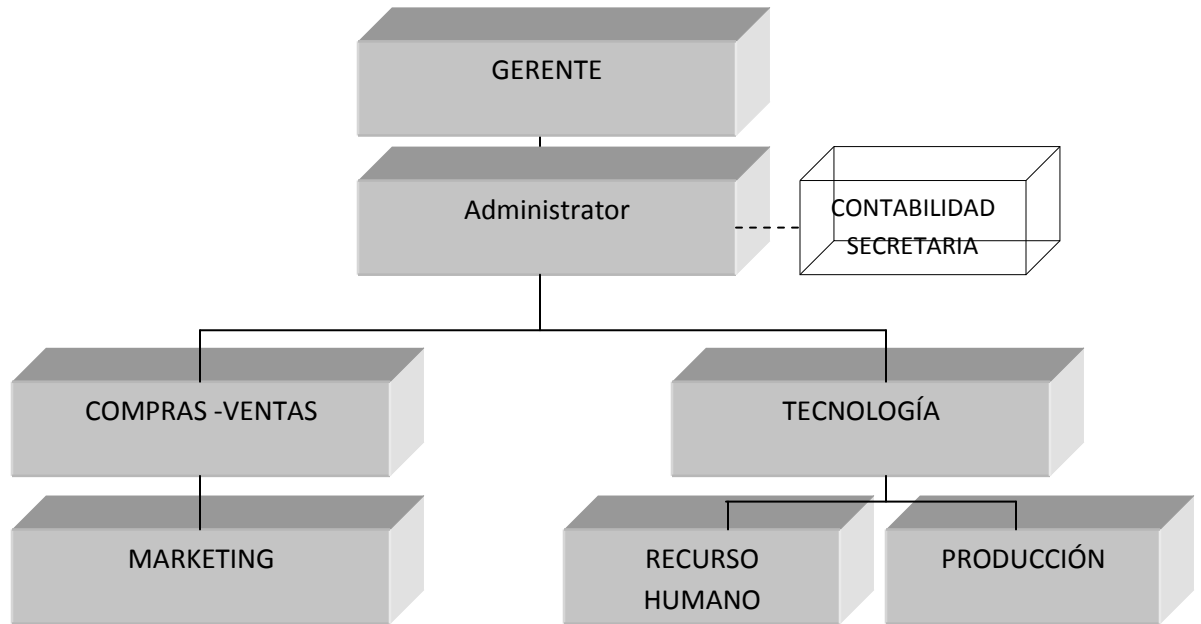 GERENTE
Administrator
CONTABILIDAD
SECRETARIA
COMPRAS -VENTAS
TECNOLOGÍA
MARKETING
RECURSO
HUMANO
PRODUCCIÓN